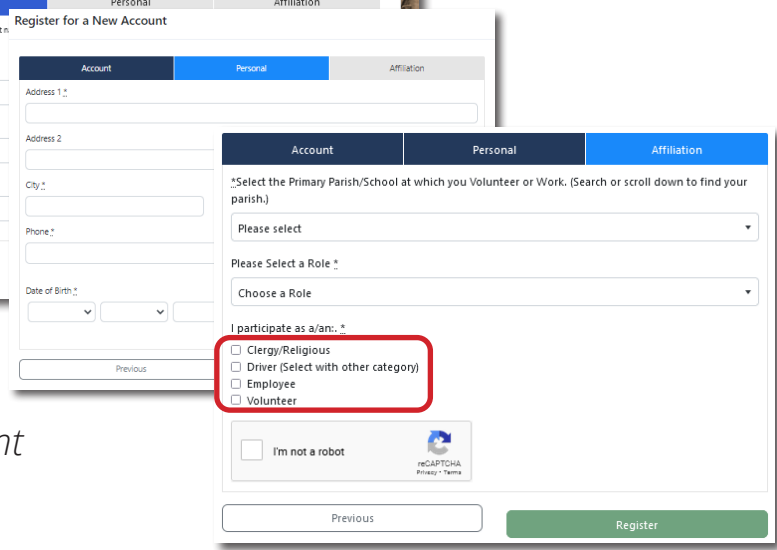 Personal
Affiliation
Register for a New Account
Account
Personal
Affiliation
Address 1 *
Address 2
City *
Phone *
Date of Birth *
Previous
Account
Personal
Affiliation
*Select the Primary Parish/School at which you Volunteer or Work. (Search or scroll down to find your
parish.)
Please select
Please Select a Role *
Choose a Role
I participate as a/an:. *
Clergy/Religious
Driver (Select with other category)
Employee
Volunteer
I'm not a robot
reCAPTCHA
Privacy • Terms
Previous
Register